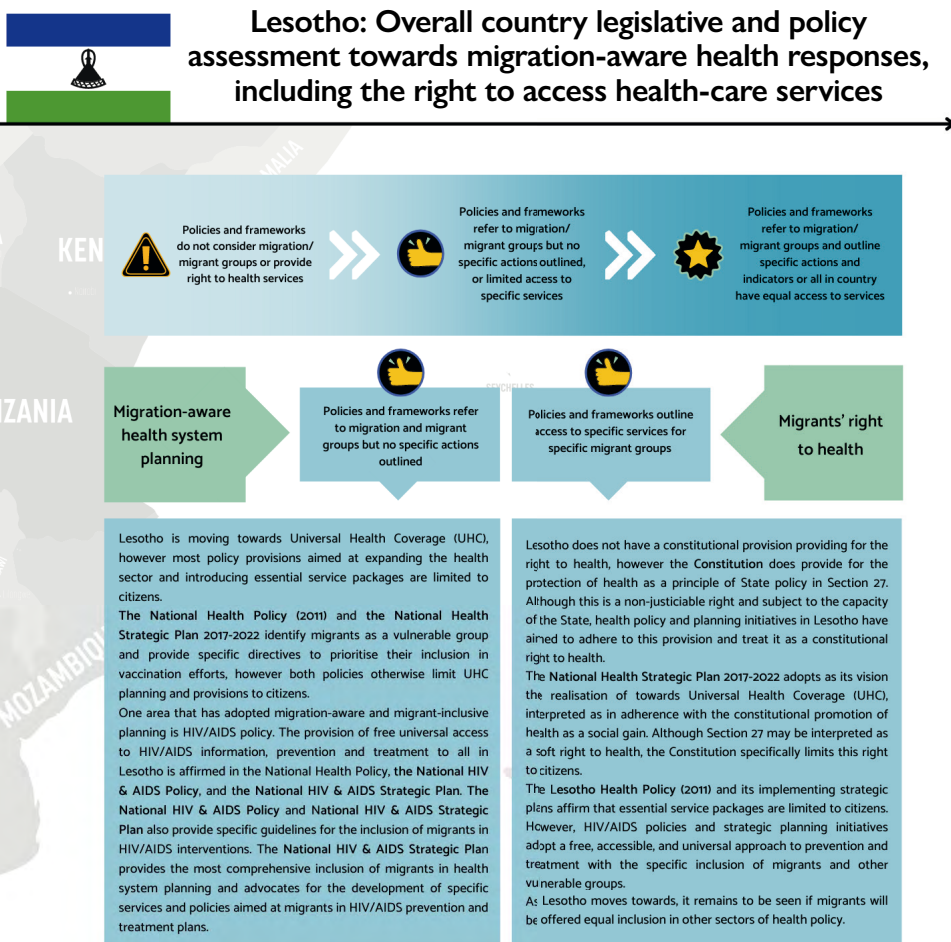 Lesotho: Overall country legislative and policy
assessment towards migration-aware health responses,
including the right to access health-care services
KEN
NZANIA
MOZAMBIQU
SEYCHELLES
Policies and frameworks
do not consider migration/
migrant groups or provide
right to health services
Policies and frameworks
refer to migration/
migrant groups but no
specific actions outlined,
or limited access to
specific services
Policies and frameworks
refer to migration/
migrant groups and outline
specific actions and
indicators or all in country
have equal access to services
Migration-aware
health system
planning
Policies and frameworks refer
to migration and migrant
groups but no specific actions
outlined
Policies and frameworks outline
access to specific services for
specific migrant groups
Migrants' right
to health
Lesotho is moving towards Universal Health Coverage (UHC),
however most policy provisions aimed at expanding the health
sector and introducing essential service packages are limited to
citizens.
The National Health Policy (2011) and the National Health
Strategic Plan 2017-2022 identify migrants as a vulnerable group
and provide specific directives to prioritise their inclusion in
vaccination efforts, however both policies otherwise limit UHC
planning and provisions to citizens.
One area that has adopted migration-aware and migrant-inclusive
planning is HIV/AIDS policy. The provision of free universal access
to HIV/AIDS information, prevention and treatment to all in
Lesotho is affirmed in the National Health Policy, the National HIV
& AIDS Policy, and the National HIV & AIDS Strategic Plan. The
National HIV & AIDS Policy and National HIV & AIDS Strategic
Plan also provide specific guidelines for the inclusion of migrants in
HIV/AIDS interventions. The National HIV & AIDS Strategic Plan
provides the most comprehensive inclusion of migrants in health
system planning and advocates for the development of specific
services and policies aimed at migrants in HIV/AIDS prevention and
treatment plans.
Lesotho does not have a constitutional provision providing for the
right to health, however the Constitution does provide for the
protection of health as a principle of State policy in Section 27.
Although this is a non-justiciable right and subject to the capacity
of the State, health policy and planning initiatives in Lesotho have
aimed to adhere to this provision and treat it as a constitutional
right to health.
The National Health Strategic Plan 2017-2022 adopts as its vision
the realisation of towards Universal Health Coverage (UHC),
interpreted as in adherence with the constitutional promotion of
health as a social gain. Although Section 27 may be interpreted as
a soft right to health, the Constitution specifically limits this right
to citizens.
The Lesotho Health Policy (2011) and its implementing strategic
plans affirm that essential service packages are limited to citizens.
However, HIV/AIDS policies and strategic planning initiatives
adopt a free, accessible, and universal approach to prevention and
treatment with the specific inclusion of migrants and other
vulnerable groups.
As Lesotho moves towards, it remains to be seen if migrants will
be offered equal inclusion in other sectors of health policy.